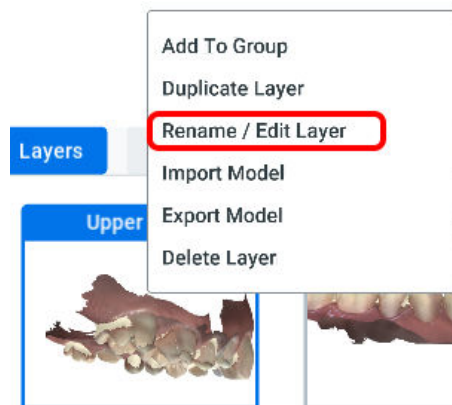 Add To Group
Duplicate Layer
Rename / Edit Layer
Layers
Import Model
Export Model
Upper
Delete Layer